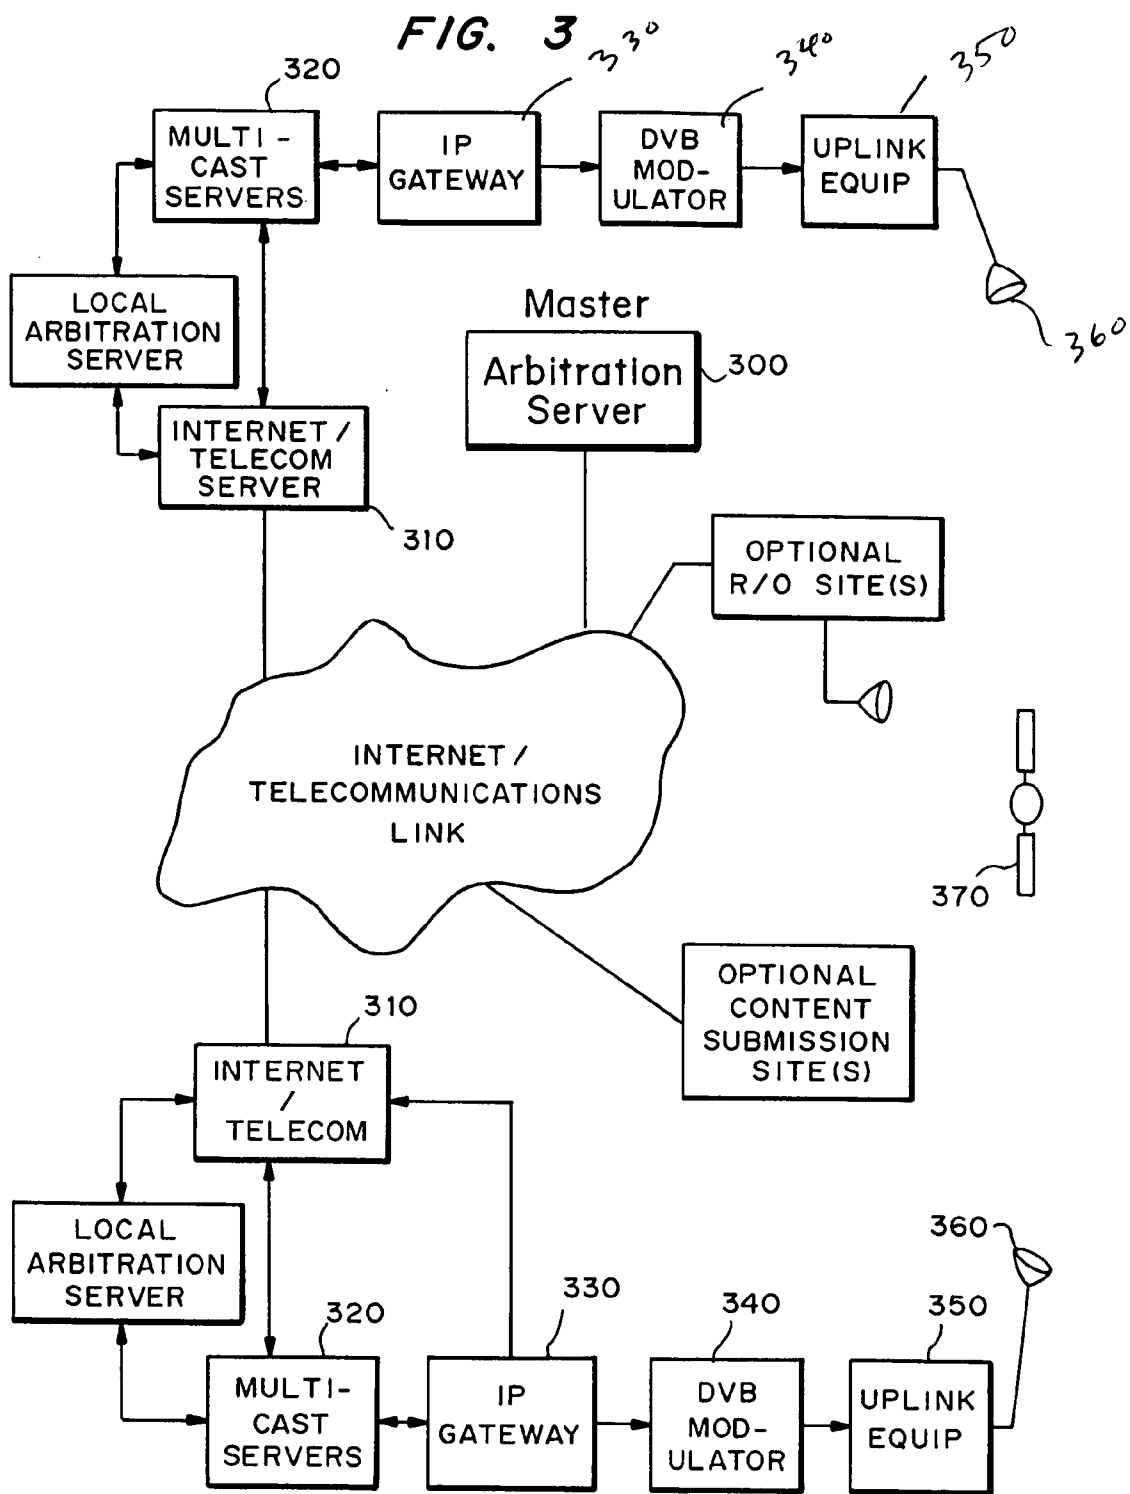 FIG. 3
330
340
350
320
MULTI-
CAST
SERVERS
IP
GATEWAY
DVB
MOD-
ULATOR
UPLINK
EQUIP
360
LOCAL
ARBITRATION
SERVER
Master
Arbitration
Server
300
INTERNET/
TELECOM
SERVER
310
OPTIONAL
R/O SITE(S)
INTERNET/
TELECOMMUNICATIONS
LINK
370
OPTIONAL
CONTENT
SUBMISSION
SITE(S)
310
INTERNET
/
TELECOM
LOCAL
ARBITRATION
SERVER
320
MULTI-
CAST
SERVERS
330
IP
GATEWAY
340
DVB
MOD-
ULATOR
350
UPLINK
EQUIP
360